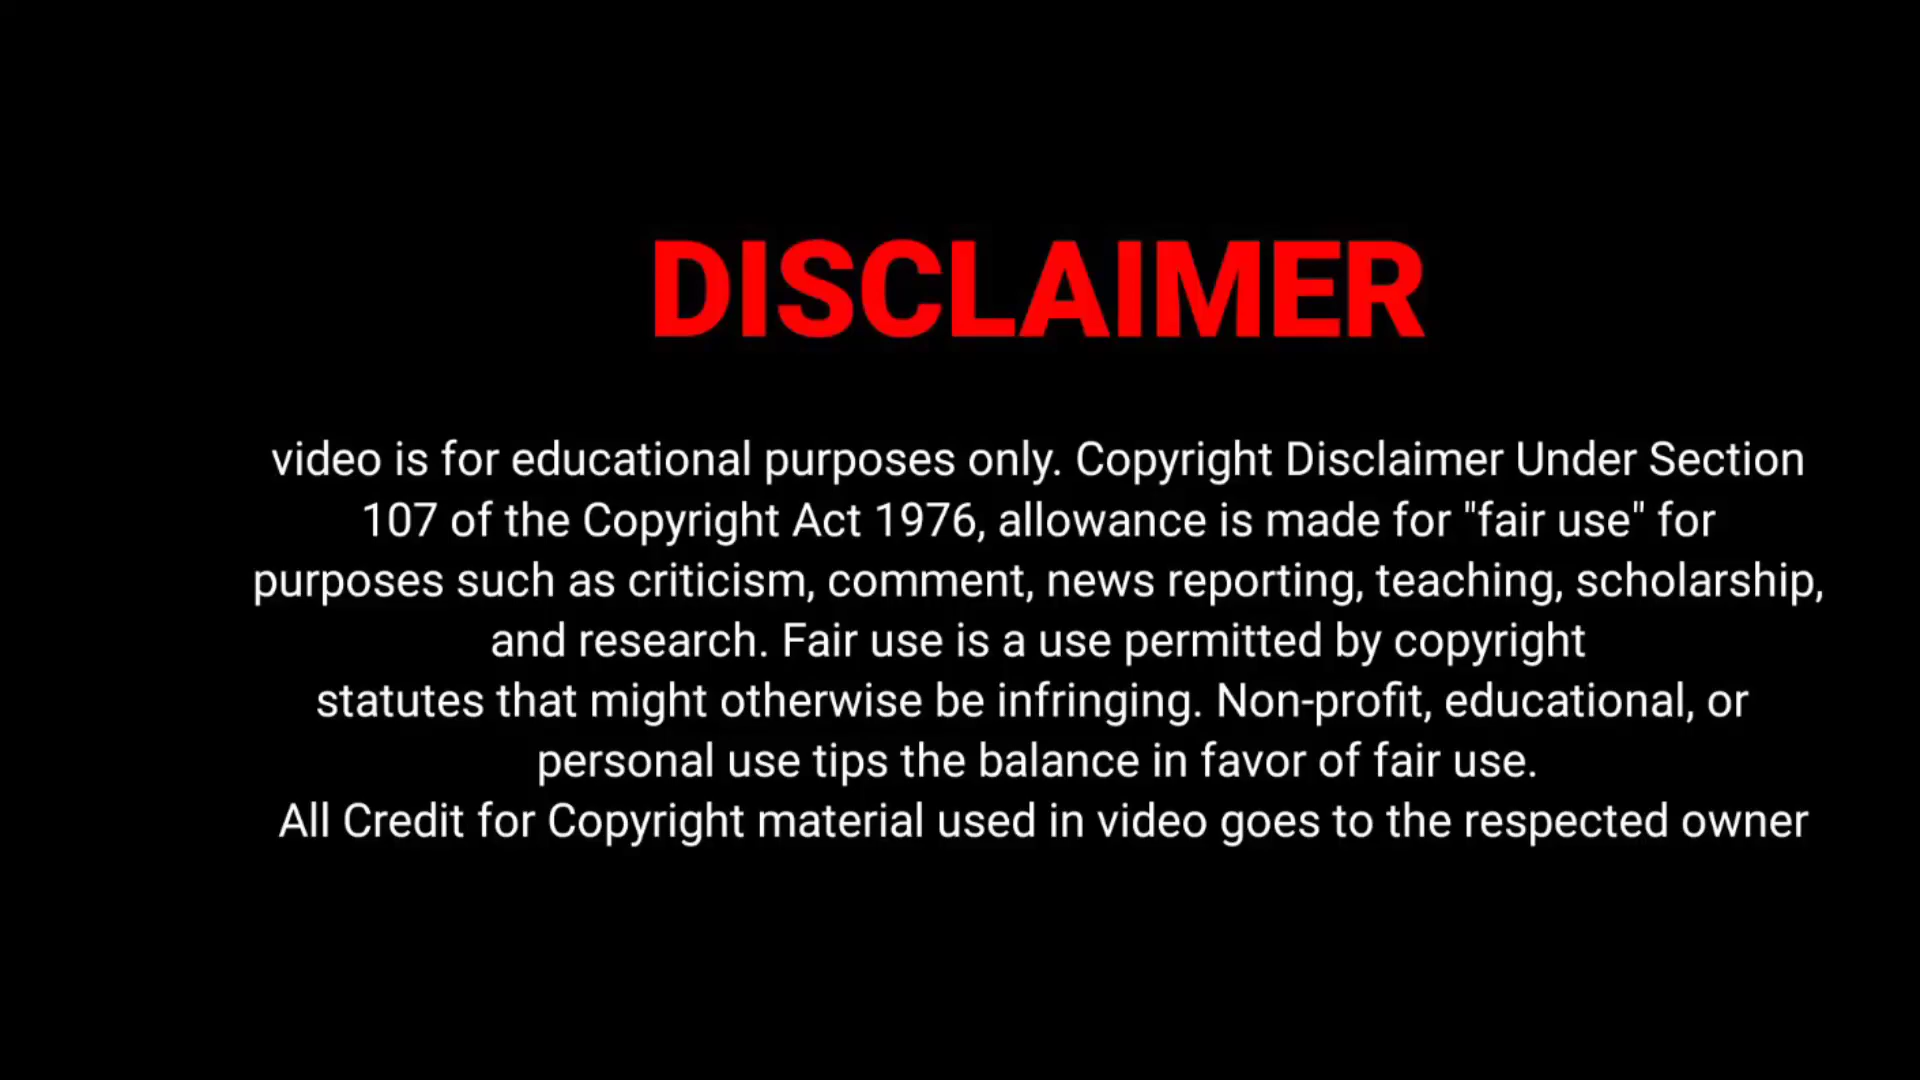 DISCLAIMER
video is for educational purposes only. Copyright Disclaimer Under Section
107 of the Copyright Act 1976, allowance is made for "fair use" for
purposes such as criticism, comment, news reporting, teaching, scholarship,
and research. Fair use is a use permitted by copyright
statutes that might otherwise be infringing. Non-profit, educational, or
personal use tips the balance in favor of fair use.
All Credit for Copyright material used in video goes to the respected owner